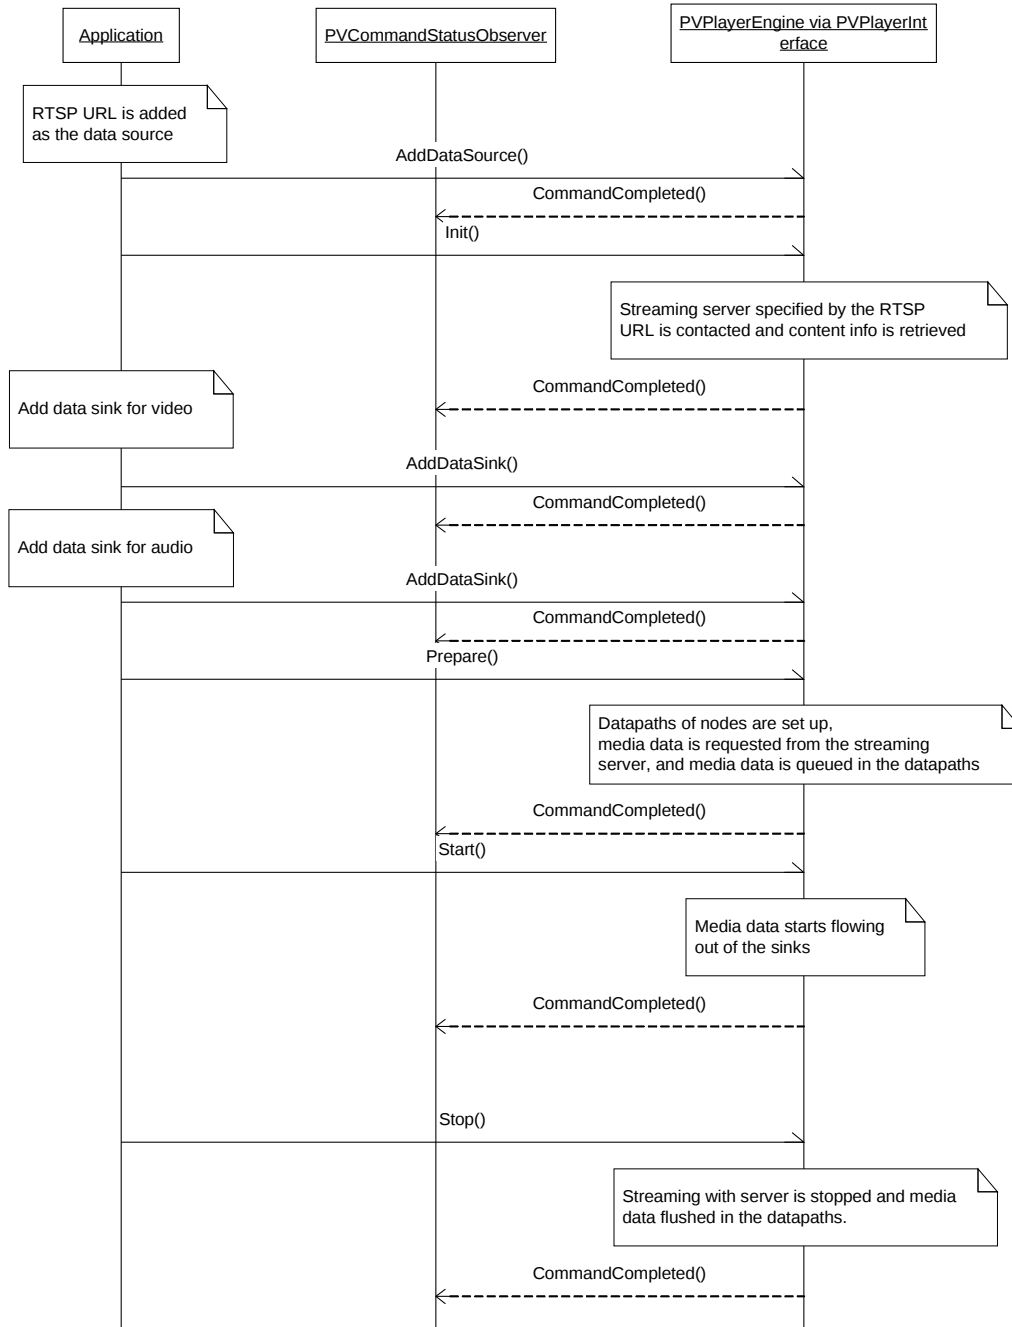 Application
PVCommandStatusObserver
PVPlayerEngine via PVPlayerInt
erface
RTSP URL is added
as the data source
AddDataSource()
CommandCompleted()
Init()
Streaming server specified by the RTSP
URL is contacted and content info is retrieved
CommandCompleted()
Add data sink for video
AddDataSink()
CommandCompleted()
Add data sink for audio
AddDataSink()
CommandCompleted()
Prepare()
Datapaths of nodes are set up,
media data is requested from the streaming
server, and media data is queued in the datapaths
CommandCompleted()
Start()
Media data starts flowing
out of the sinks
CommandCompleted()
Stop()
Streaming with server is stopped and media
data flushed in the datapaths.
CommandCompleted()